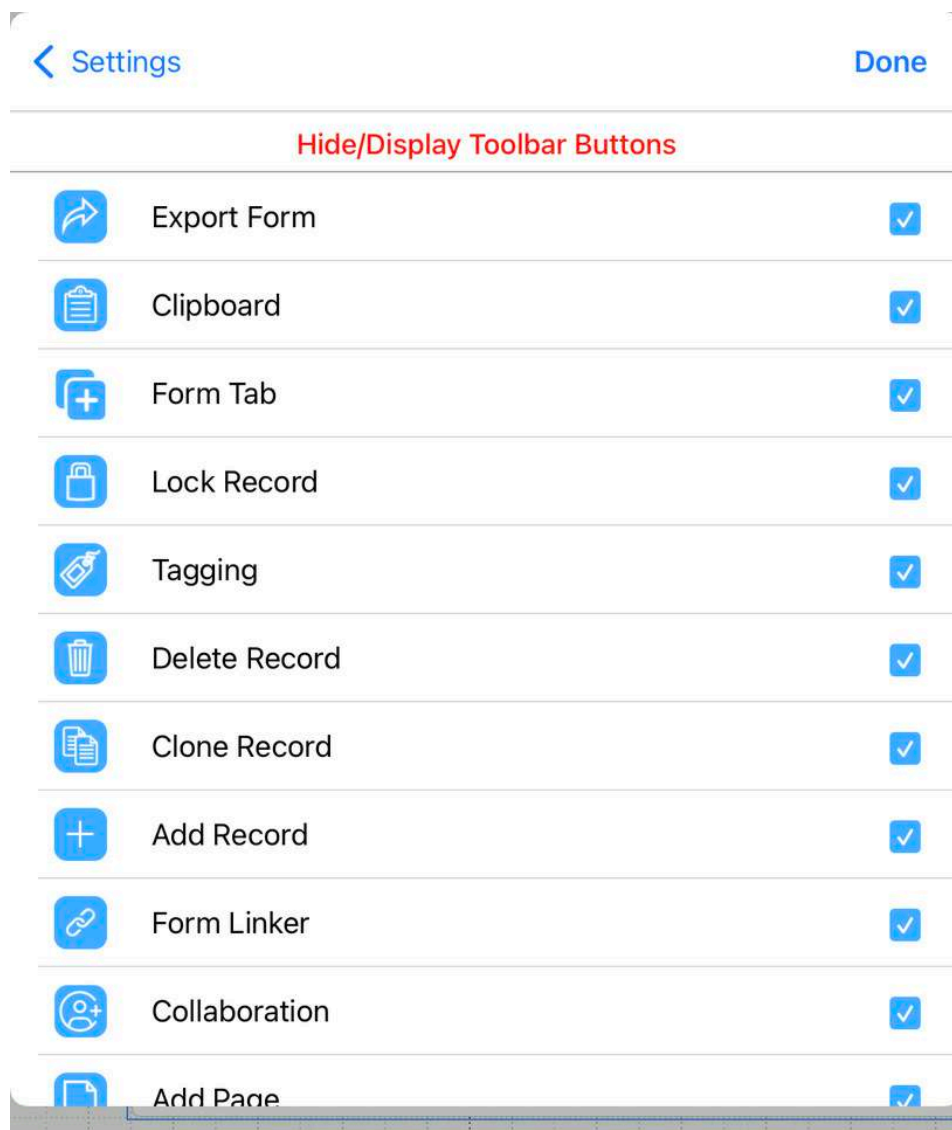 Settings
Done
Hide/Display Toolbar Buttons
Export Form
Clipboard
Form Tab
Lock Record
Tagging
Delete Record
Clone Record
Add Record
Form Linker
Collaboration
Add Page